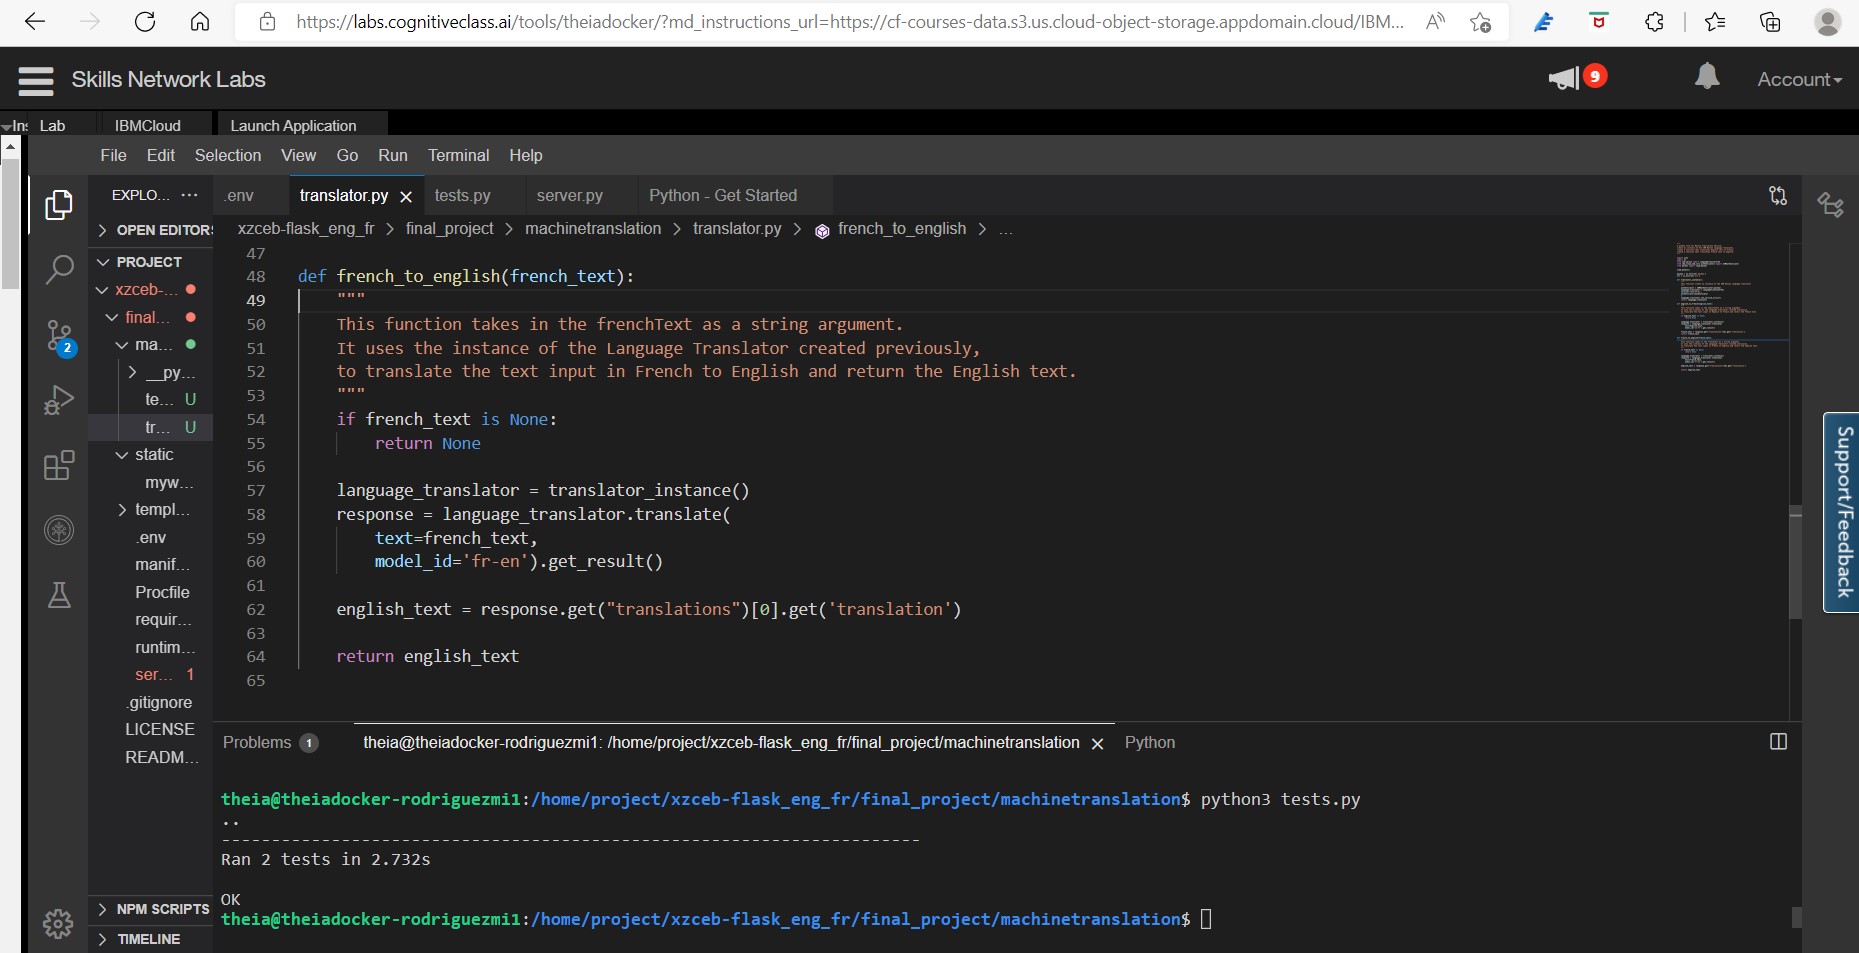 https://labs.cognitiveclass.ai/tools/theiadocker/?md_instructions_url=https://cf-courses-data.s3.us.cloud-object-storage.appdomain.cloud/IBM...
Skills Network Labs
9
Account
Ins Lab IBMCloud Launch Application
File Edit Selection View Go Run Terminal Help
EXPLO... ...
.env translator.py tests.py server.py Python - Get Started
OPEN EDITORS
xzceb-flask_eng_fr > final_project > machinetranslation > translator.py > french_to_english > ...
PROJECT
xzceb-...
final...
ma...
__py...
te... U
tr... U
static
myw...
templ...
.env
manif...
Procfile
requir...
runtim...
ser... 1
.gitignore
LICENSE
READM...
NPM SCRIPTS
TIMELINE
2
47
48 def french_to_english(french_text):
49 """
50 This function takes in the frenchText as a string argument.
51 It uses the instance of the Language Translator created previously,
52 to translate the text input in French to English and return the English text.
53 """
54 if french_text is None:
55 return None
56
57 language_translator = translator_instance()
58 response = language_translator.translate(
59 text=french_text,
60 model_id='fr-en').get_result()
61
62 english_text = response.get("translations")[0].get('translation')
63
64 return english_text
65
Support/Feedback
Problems 1 theia@theiadocker-rodriguezmi1: /home/project/xzceb-flask_eng_fr/final_project/machinetranslation Python
theia@theiadocker-rodriguezmi1:/home/project/xzceb-flask_eng_fr/final_project/machinetranslation$ python3 tests.py
..
----------------------------------------------------------------------
Ran 2 tests in 2.732s
OK
theia@theiadocker-rodriguezmi1:/home/project/xzceb-flask_eng_fr/final_project/machinetranslation$